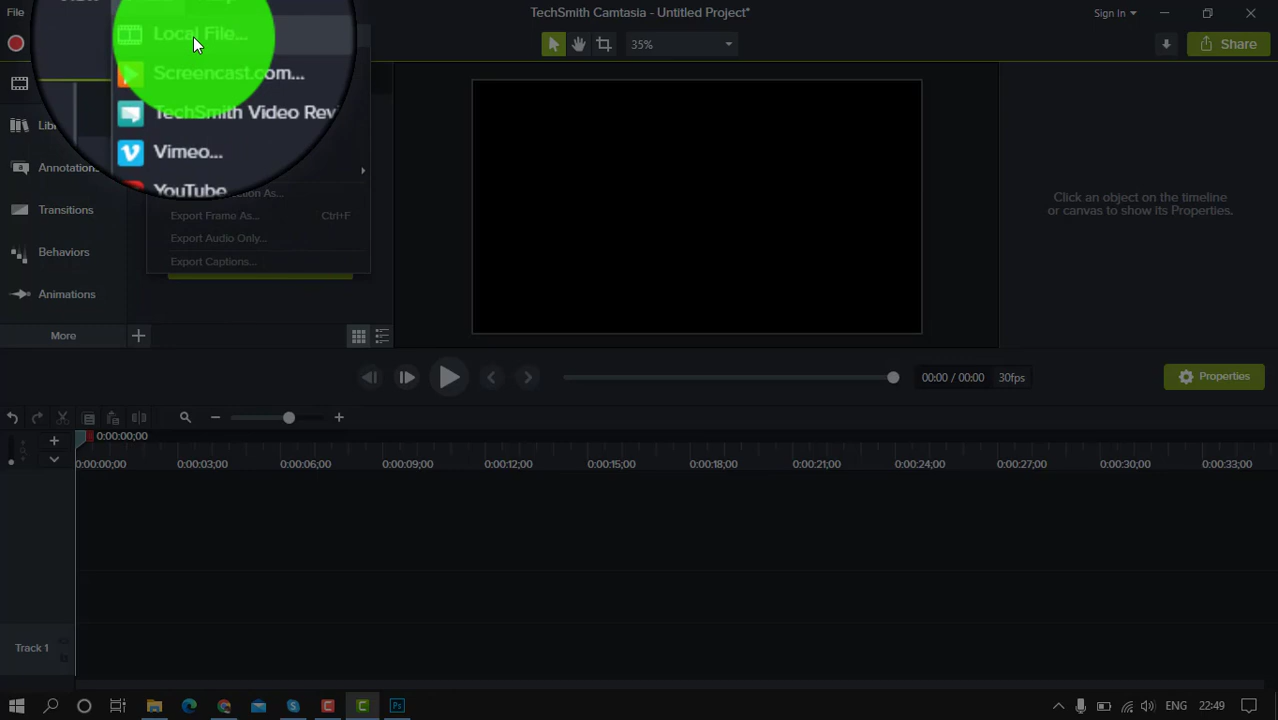 File
TechSmith Camtasia - Untitled Project*
Sign In
Local File...
35%
Share
Screencast.com...
TechSmith Video Revi
Annotations
Vimeo...
YouTube
Export Frame As...
Ctrl+F
Click an object on the timeline
or canvas to show its Properties.
Transitions
Export Audio Only...
Behaviors
Export Captions...
Animations
More
00:00 / 00:00
30fps
Properties
0:00:00;00
0:00:00;00
0:00:03;00
0:00:06;00
0:00:09;00
0:00:12;00
0:00:15;00
0:00:18;00
0:00:21;00
0:00:24;00
0:00:27;00
0:00:30;00
0:00:33;00
Track 1
ENG
22:49